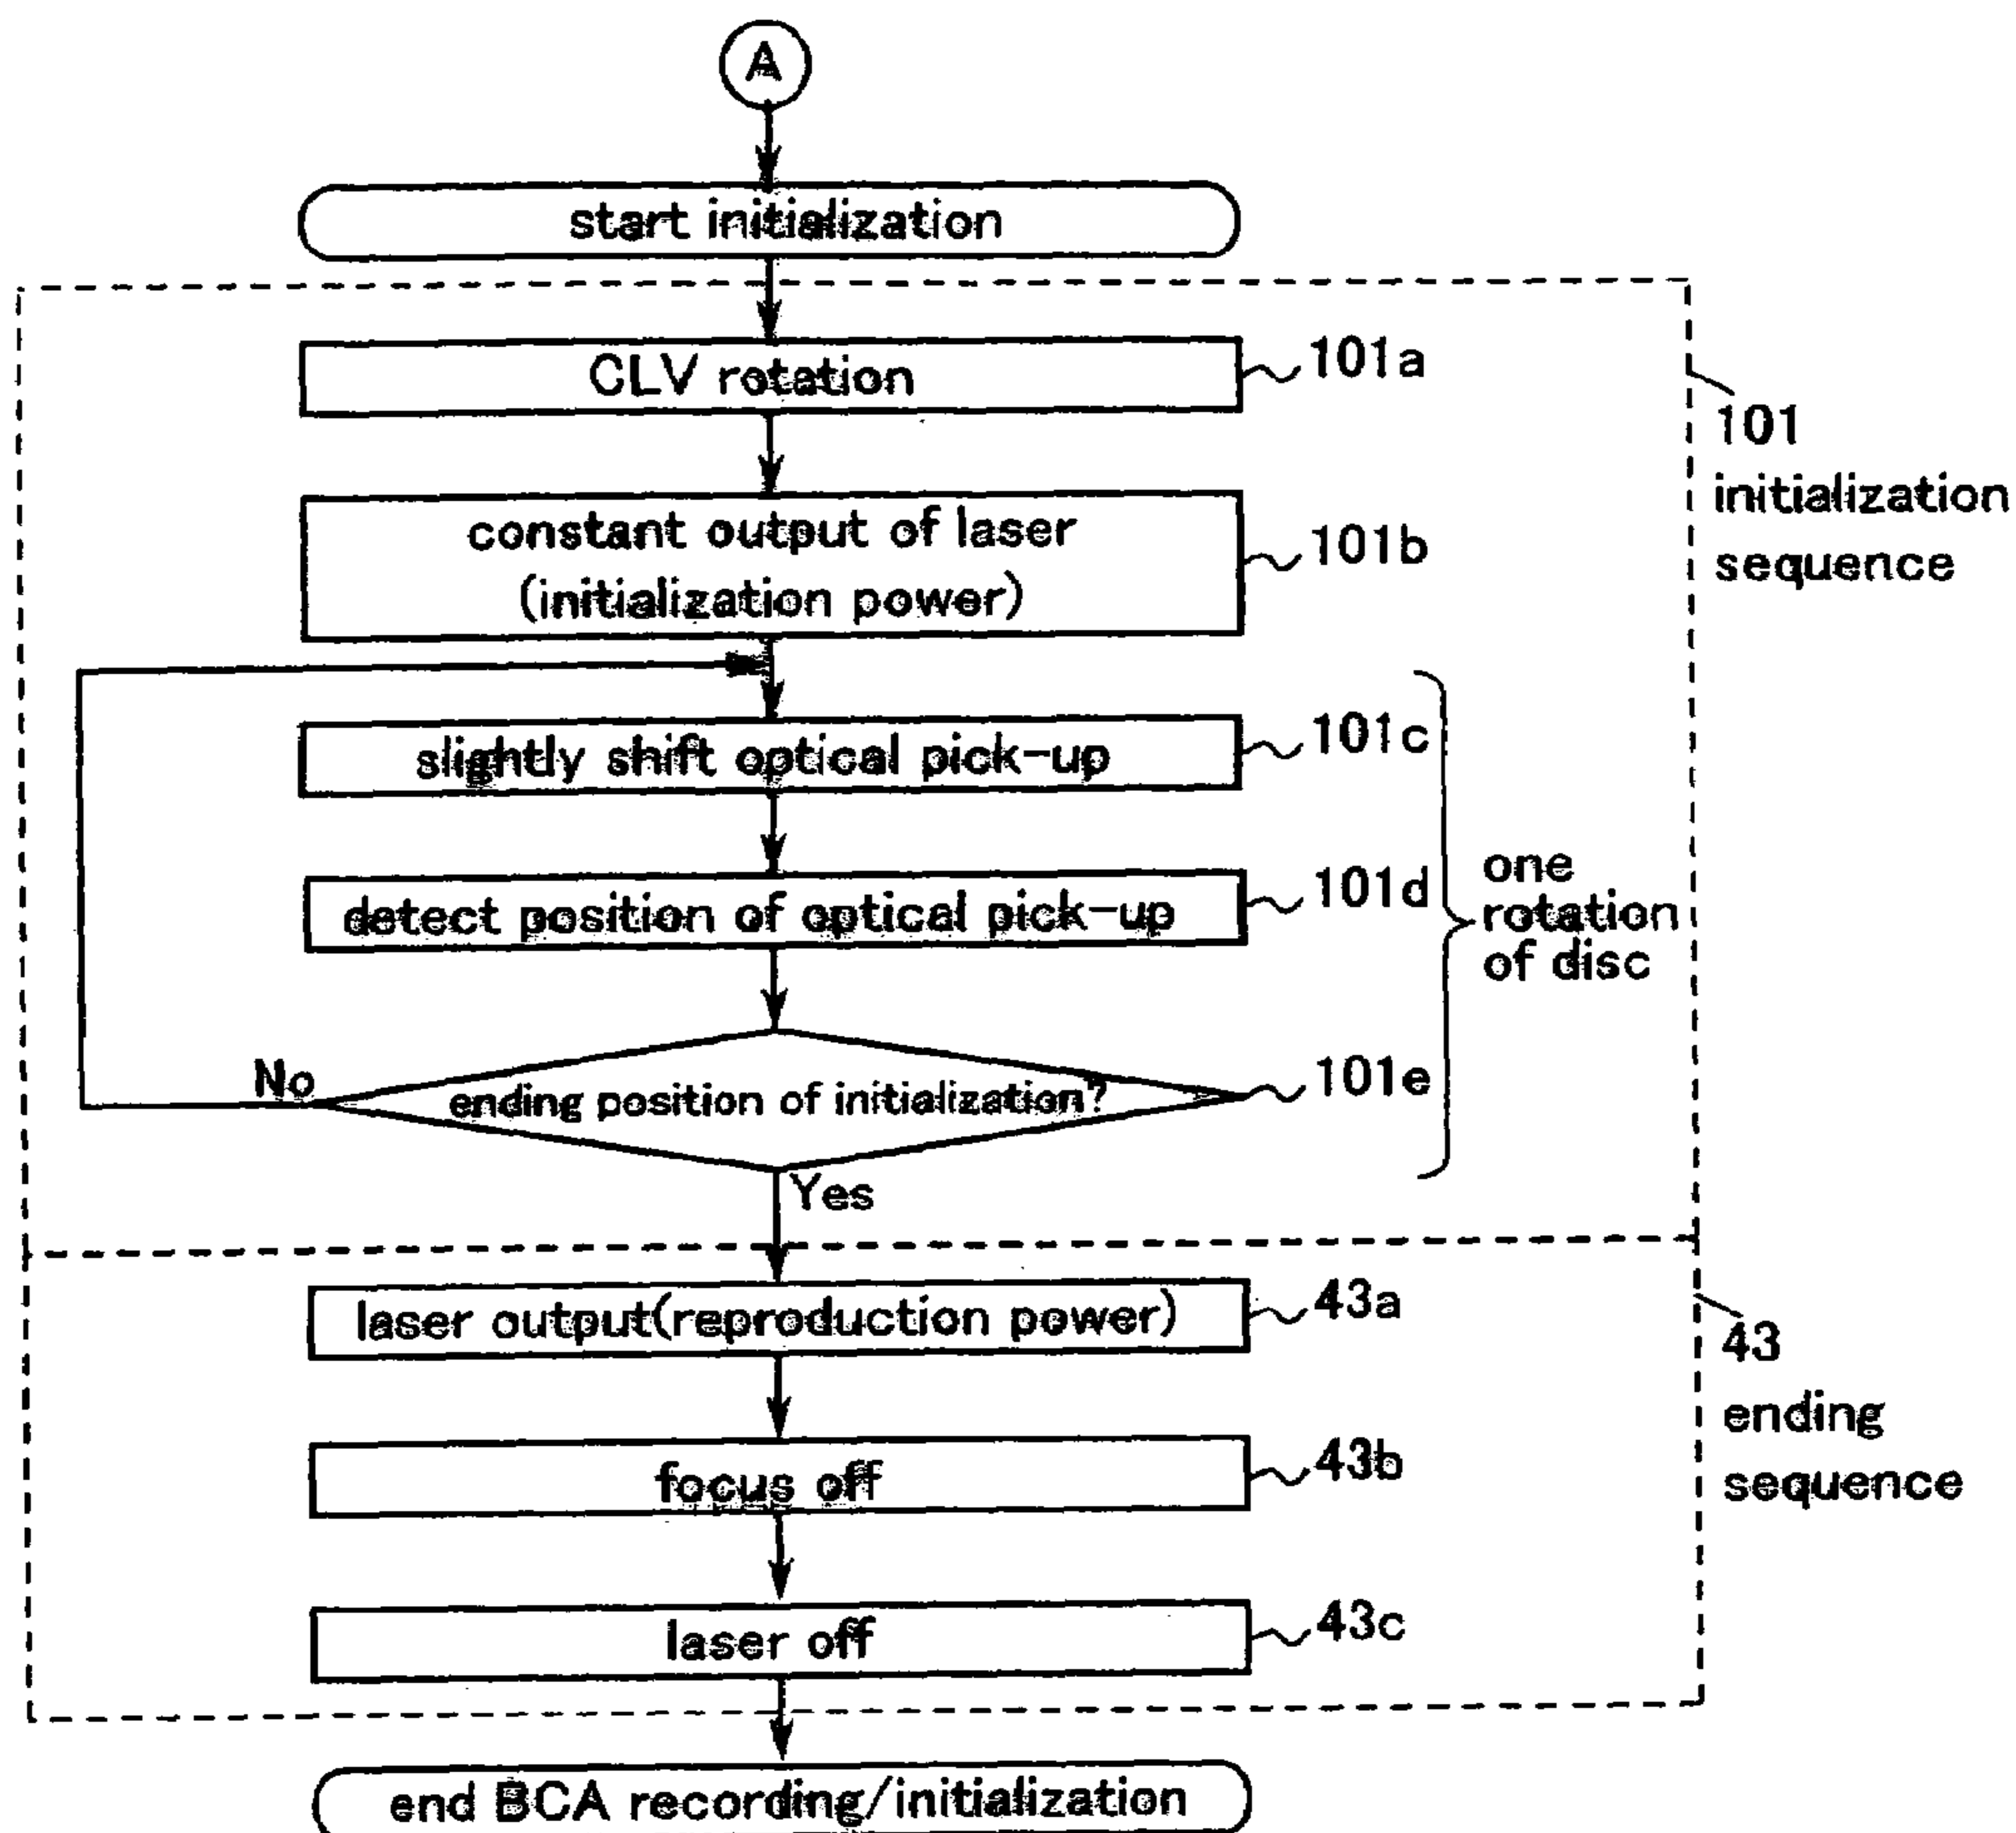 A
start initialization
CLV rotation
101a
101
initialization
sequence
constant output of laser
(initialization power)
101b
slightly shift optical pick-up
101c
detect position of optical pick-up
101d
one
rotation
of disc
No
ending position of initialization?
101e
Yes
laser output(reproduction power)
43a
43
ending
sequence
focus off
43b
laser off
43c
end BCA recording/initialization